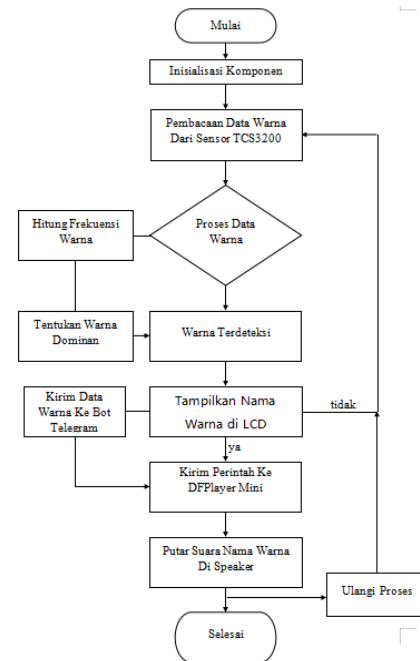 Mulai
Inisialisasi Komponen
Pembacaan Data Warna
Dari Sensor TCS3200
Hitung Frekuensi
Warna
Proses Data
Warna
Tentukan Warna
Dominan
Warna Terdeteksi
Kirim Data
Warna Ke Bot
Telegram
Tampilkan Nama
Warna di LCD
tidak
ya
Kirim Perintah Ke
DFPlayer Mini
Putar Suara Nama Warna
Di Speaker
Ulangi Proses
Selesai